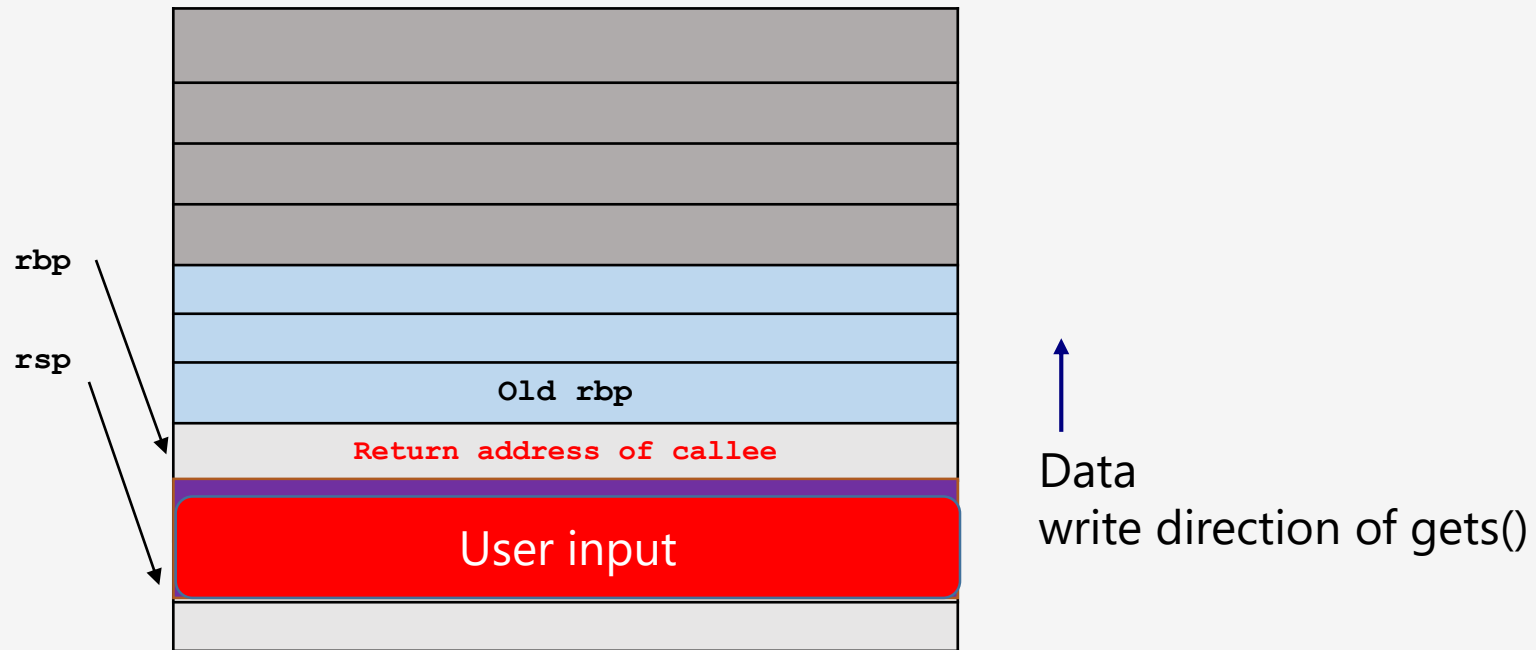 rbp
rsp
Old rbp
Return address of callee
User input
Data
write direction of gets()